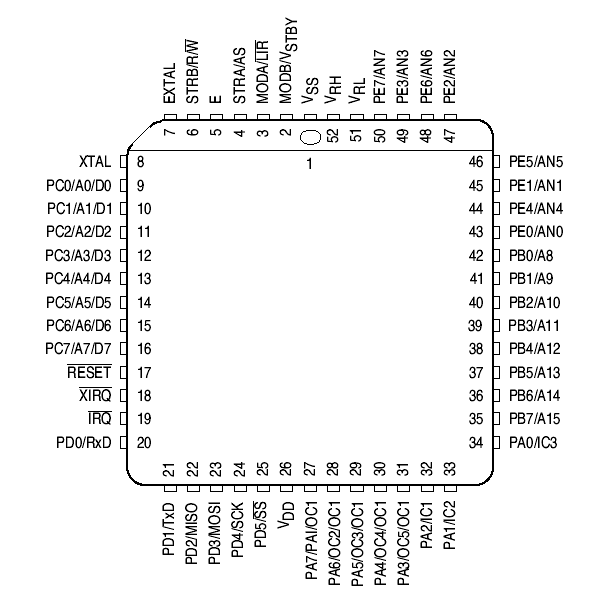 EXTAL
STRB/R/W̅
E
STRA/AS
MODA/L̅I̅R̅
MODB/VSTBY
VSS
VRH
VRL
PE7/AN7
PE3/AN3
PE6/AN6
PE2/AN2
7 6 5 4 3 2 52 51 50 49 48 47
1
XTAL 8 46 PE5/AN5
PC0/A0/D0 9 45 PE1/AN1
PC1/A1/D1 10 44 PE4/AN4
PC2/A2/D2 11 43 PE0/AN0
PC3/A3/D3 12 42 PB0/A8
PC4/A4/D4 13 41 PB1/A9
PC5/A5/D5 14 40 PB2/A10
PC6/A6/D6 15 39 PB3/A11
PC7/A7/D7 16 38 PB4/A12
R̅E̅S̅E̅T̅ 17 37 PB5/A13
X̅I̅R̅Q̅ 18 36 PB6/A14
I̅R̅Q̅ 19 35 PB7/A15
PD0/RxD 20 34 PA0/IC3
21 22 23 24 25 26 27 28 29 30 31 32 33
PD1/TxD
PD2/MISO
PD3/MOSI
PD4/SCK
PD5/S̅S̅
VDD
PA7/PAI/OC1
PA6/OC2/OC1
PA5/OC3/OC1
PA4/OC4/OC1
PA3/OC5/OC1
PA2/IC1
PA1/IC2